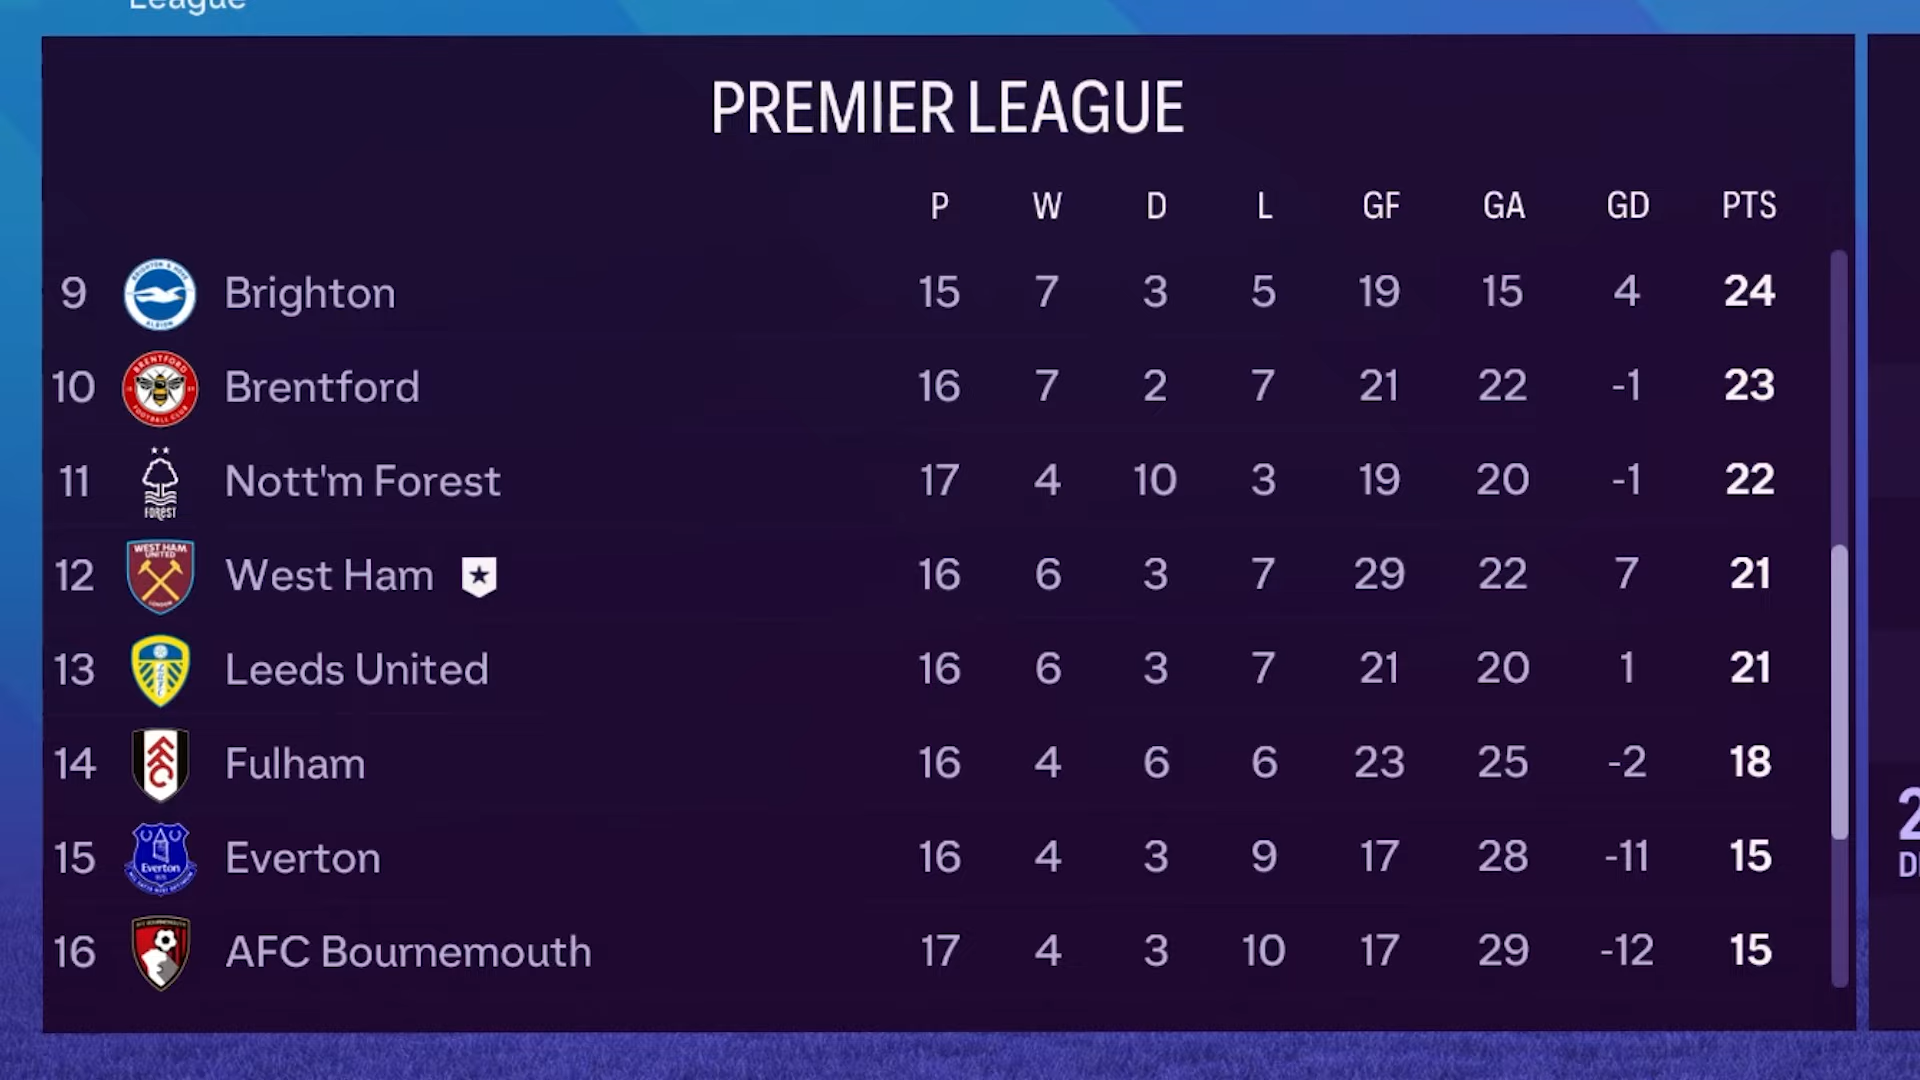 League
PREMIER LEAGUE
P W D L GF GA GD PTS
9 Brighton 15 7 3 5 19 15 4 24
10 Brentford 16 7 2 7 21 22 -1 23
11 Nott'm Forest 17 4 10 3 19 20 -1 22
12 West Ham 16 6 3 7 29 22 7 21
13 Leeds United 16 6 3 7 21 20 1 21
14 Fulham 16 4 6 6 23 25 -2 18
15 Everton 16 4 3 9 17 28 -11 15
16 AFC Bournemouth 17 4 3 10 17 29 -12 15